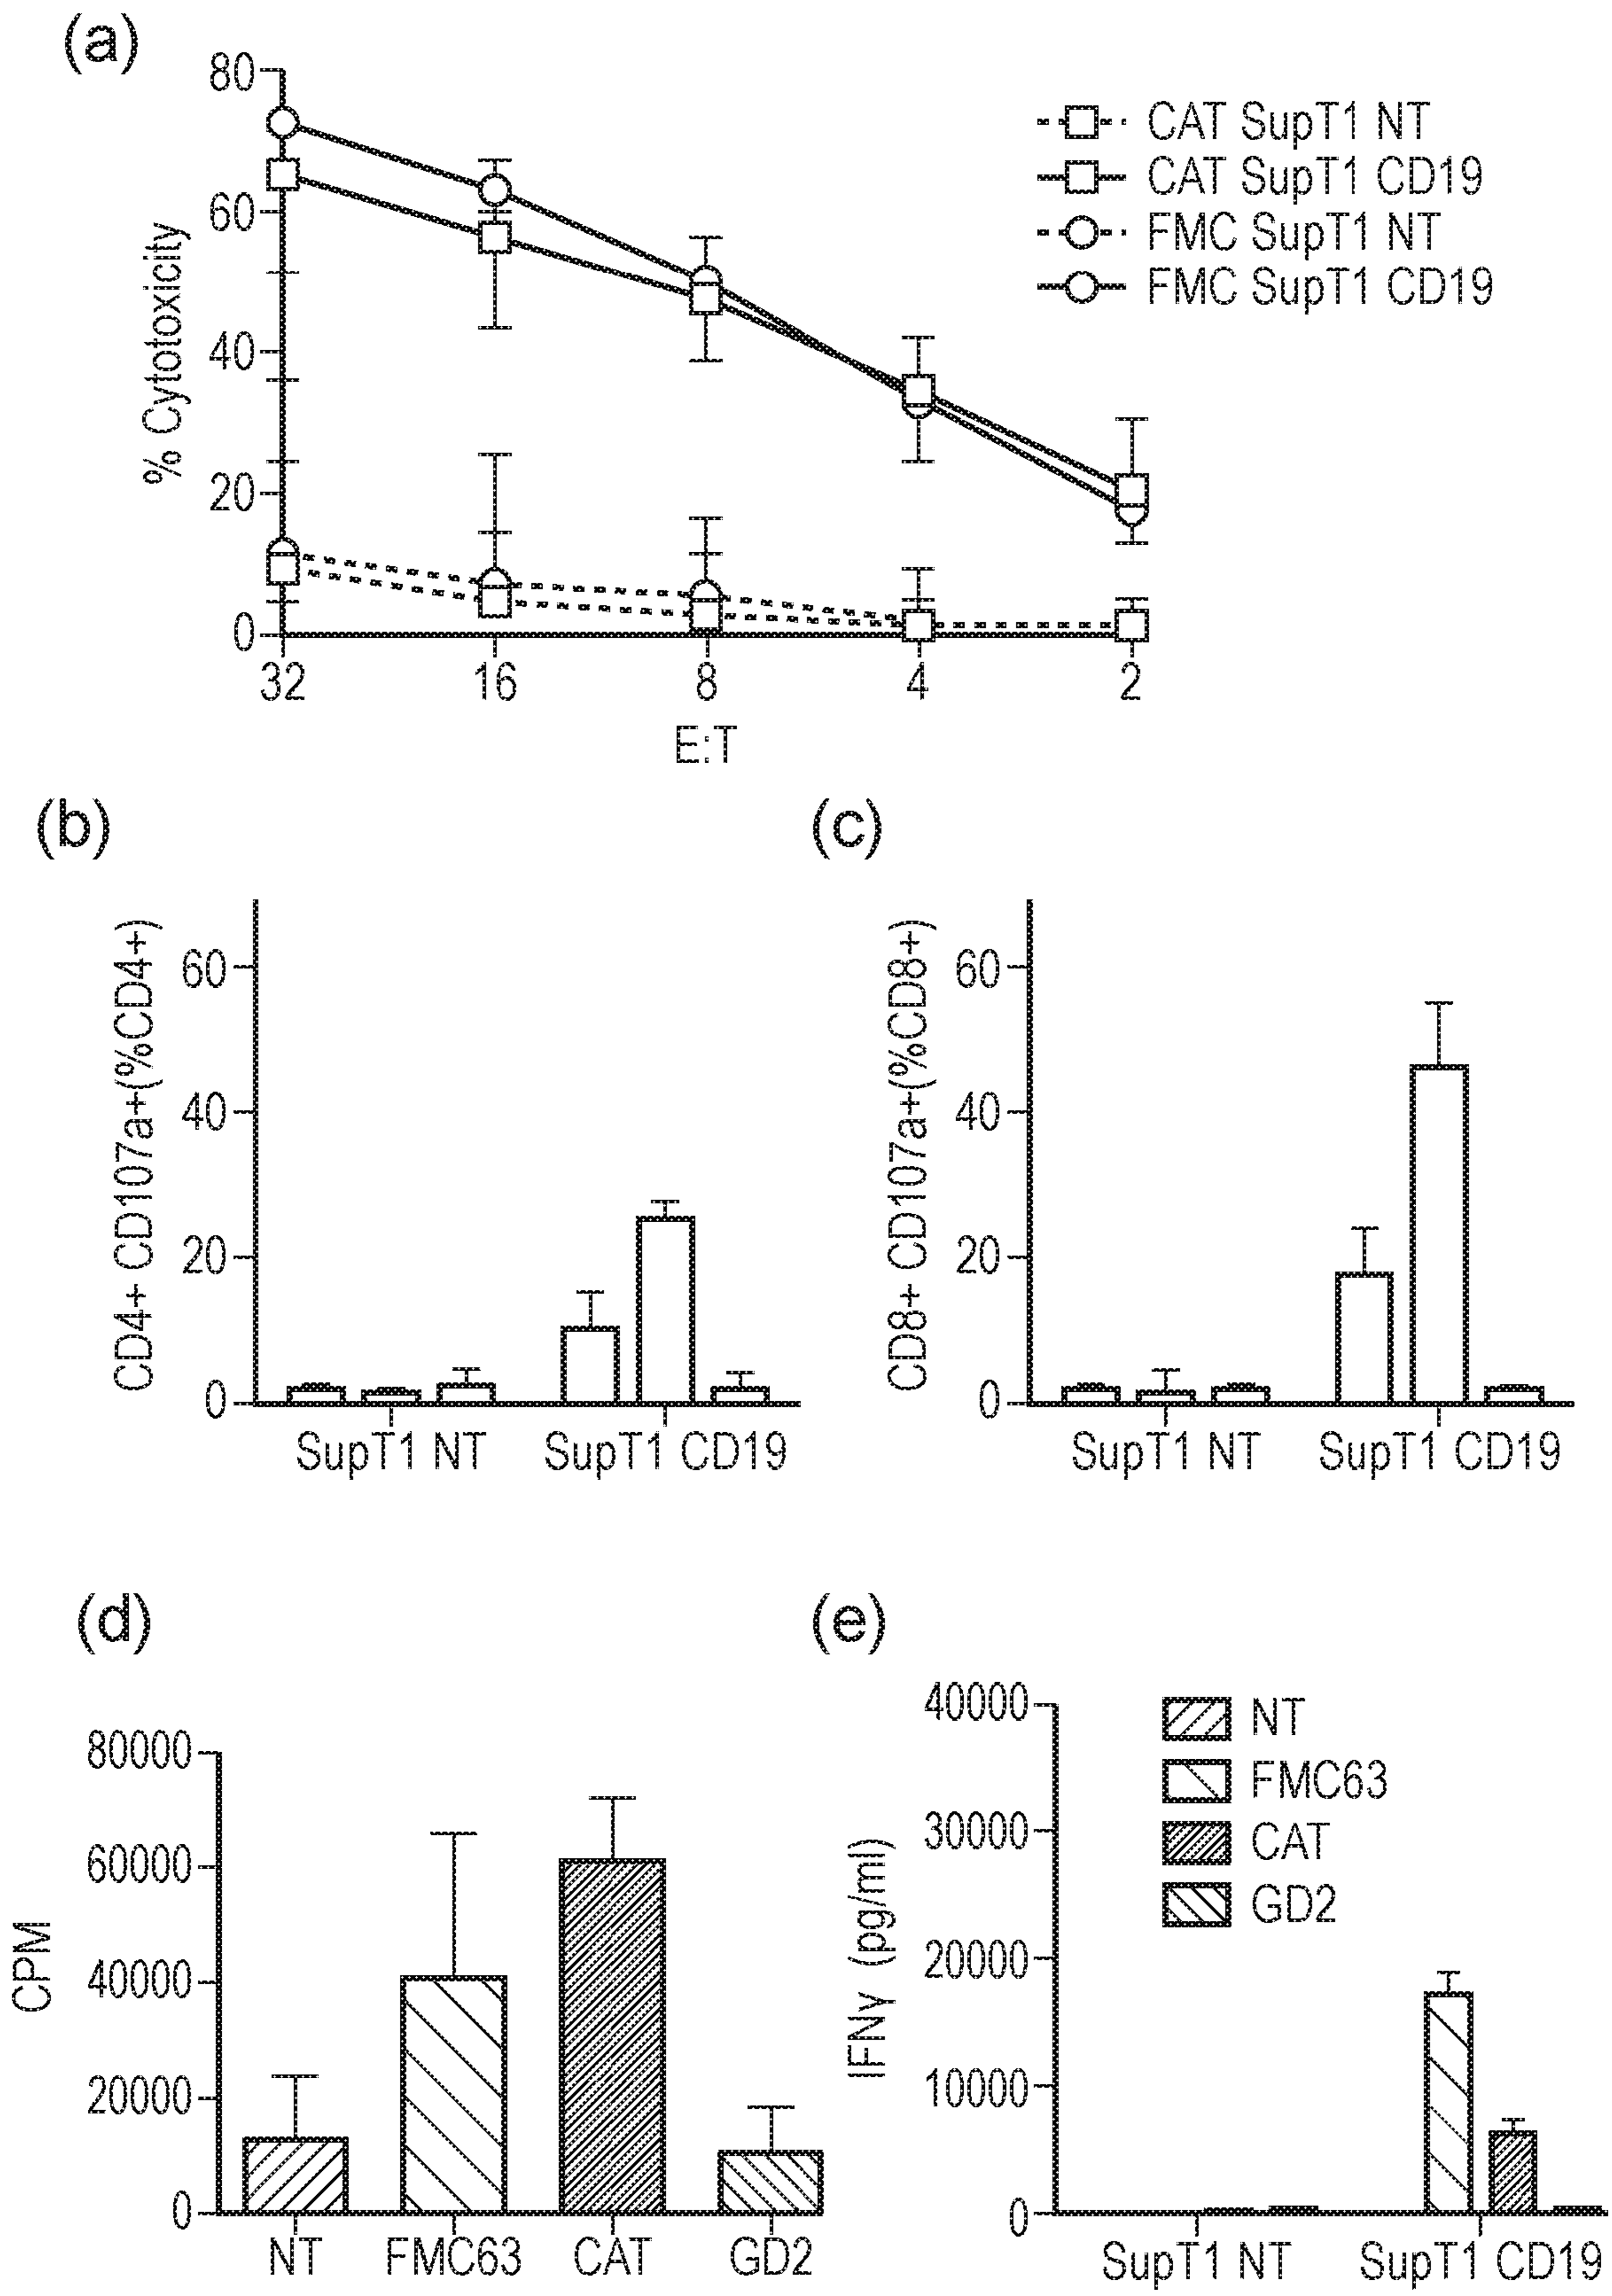 (a)
80
60
40
20
0
% Cytotoxicity
32 16 8 4 2
E:T
CAT SupT1 NT
CAT SupT1 CD19
FMC SupT1 NT
FMC SupT1 CD19
(b)
CD4+ CD107a+(%CD4+)
60
40
20
0
SupT1 NT SupT1 CD19
(c)
CD8+ CD107a+(%CD8+)
60
40
20
0
SupT1 NT SupT1 CD19
(d)
CPM
80000
60000
40000
20000
0
NT FMC63 CAT GD2
(e)
IFNγ (pg/ml)
40000
30000
20000
10000
0
NT
FMC63
CAT
GD2
SupT1 NT SupT1 CD19